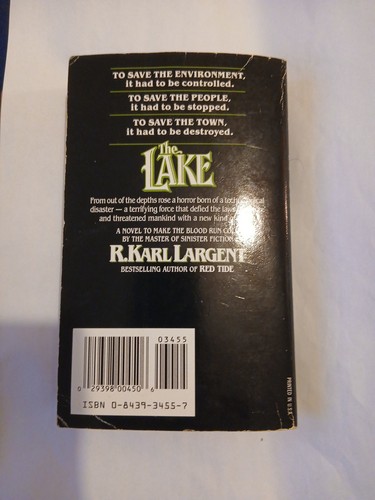 TO SAVE THE ENVIRONMENT,
it had to be controlled.
TO SAVE THE PEOPLE,
it had to be stopped.
TO SAVE THE TOWN,
it had to be destroyed.
The
LAKE
From out of the depths rose a horror born of a
disaster — a terrifying force that defied the
and threatened mankind with a new kind
A NOVEL TO MAKE THE BLOOD RUN
BY THE MASTER OF SINISTER FICTION
R. KARL LARGENT
BESTSELLING AUTHOR OF RED TIDE
03455
0 29398 00450 6
ISBN 0-8439-3455-7
PRINTED IN U.S.A.